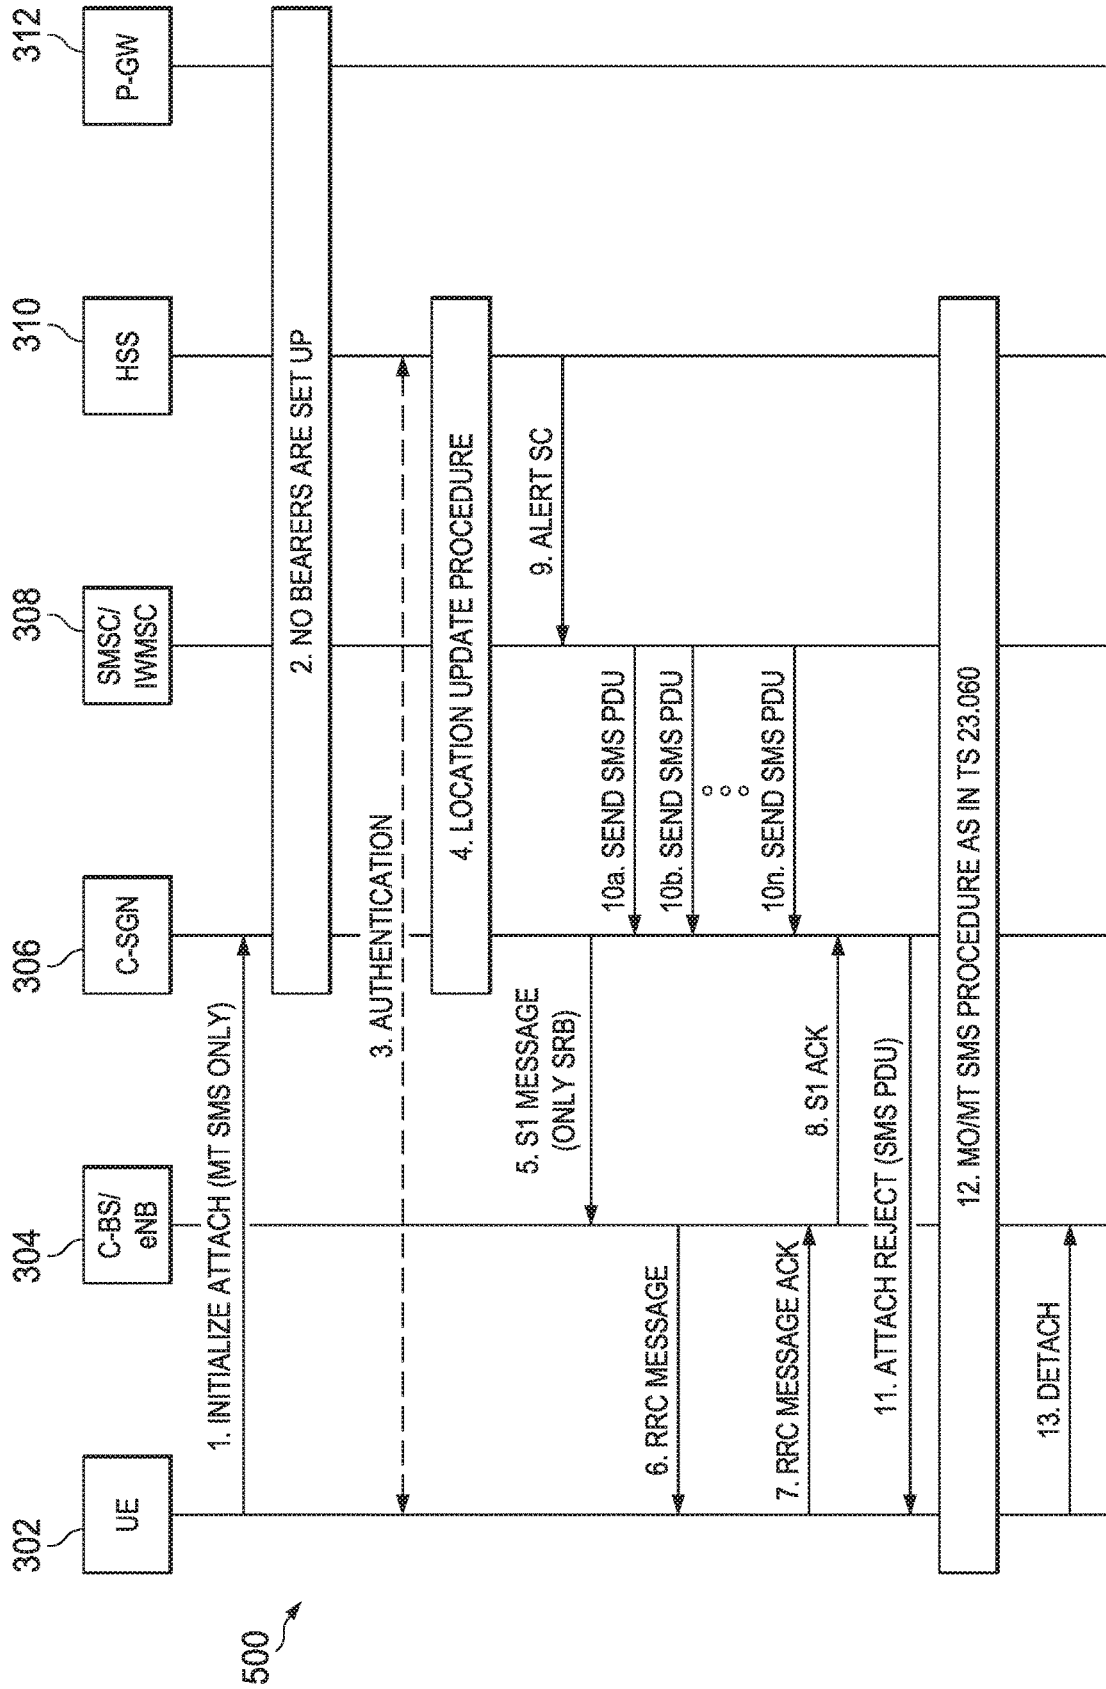 500
302
304
306
308
310
312
UE
C-BS/
eNB
C-SGN
SMSC/
IWMSC
HSS
P-GW
1. INITIALIZE ATTACH (MT SMS ONLY)
2. NO BEARERS ARE SET UP
3. AUTHENTICATION
4. LOCATION UPDATE PROCEDURE
5. S1 MESSAGE
(ONLY SRB)
9. ALERT SC
6. RRC MESSAGE
10a. SEND SMS PDU
10b. SEND SMS PDU
7. RRC MESSAGE ACK
10n. SEND SMS PDU
8. S1 ACK
11. ATTACH REJECT (SMS PDU)
12. MO/MT SMS PROCEDURE AS IN TS 23.060
13. DETACH